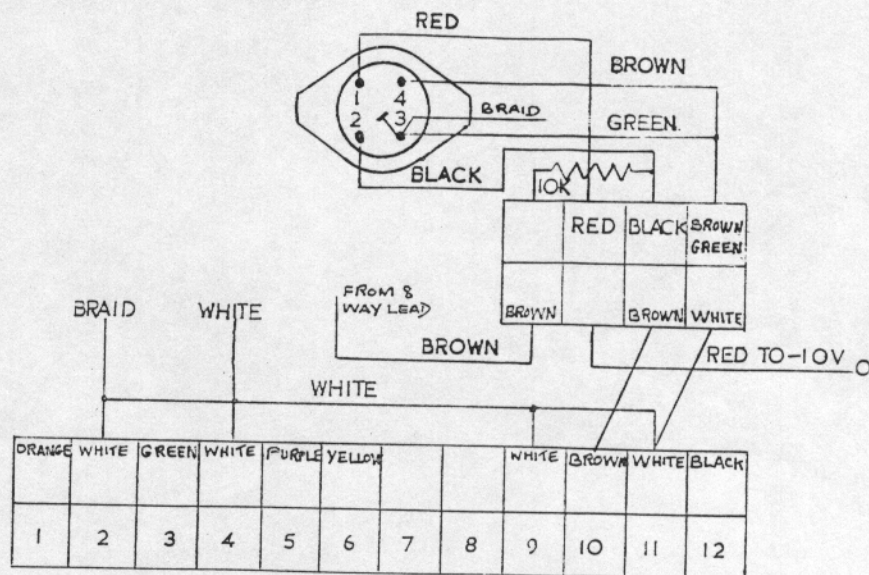 RED
BROWN
1 4
2 3
BRAID
GREEN
BLACK
10K
RED BLACK BROWN GREEN
FROM 8 WAY LEAD
BROWN BROWN WHITE
BRAID WHITE
BROWN
RED TO -10V
WHITE
ORANGE WHITE GREEN WHITE PURPLE YELLOW WHITE BROWN WHITE BLACK
1 2 3 4 5 6 7 8 9 10 11 12